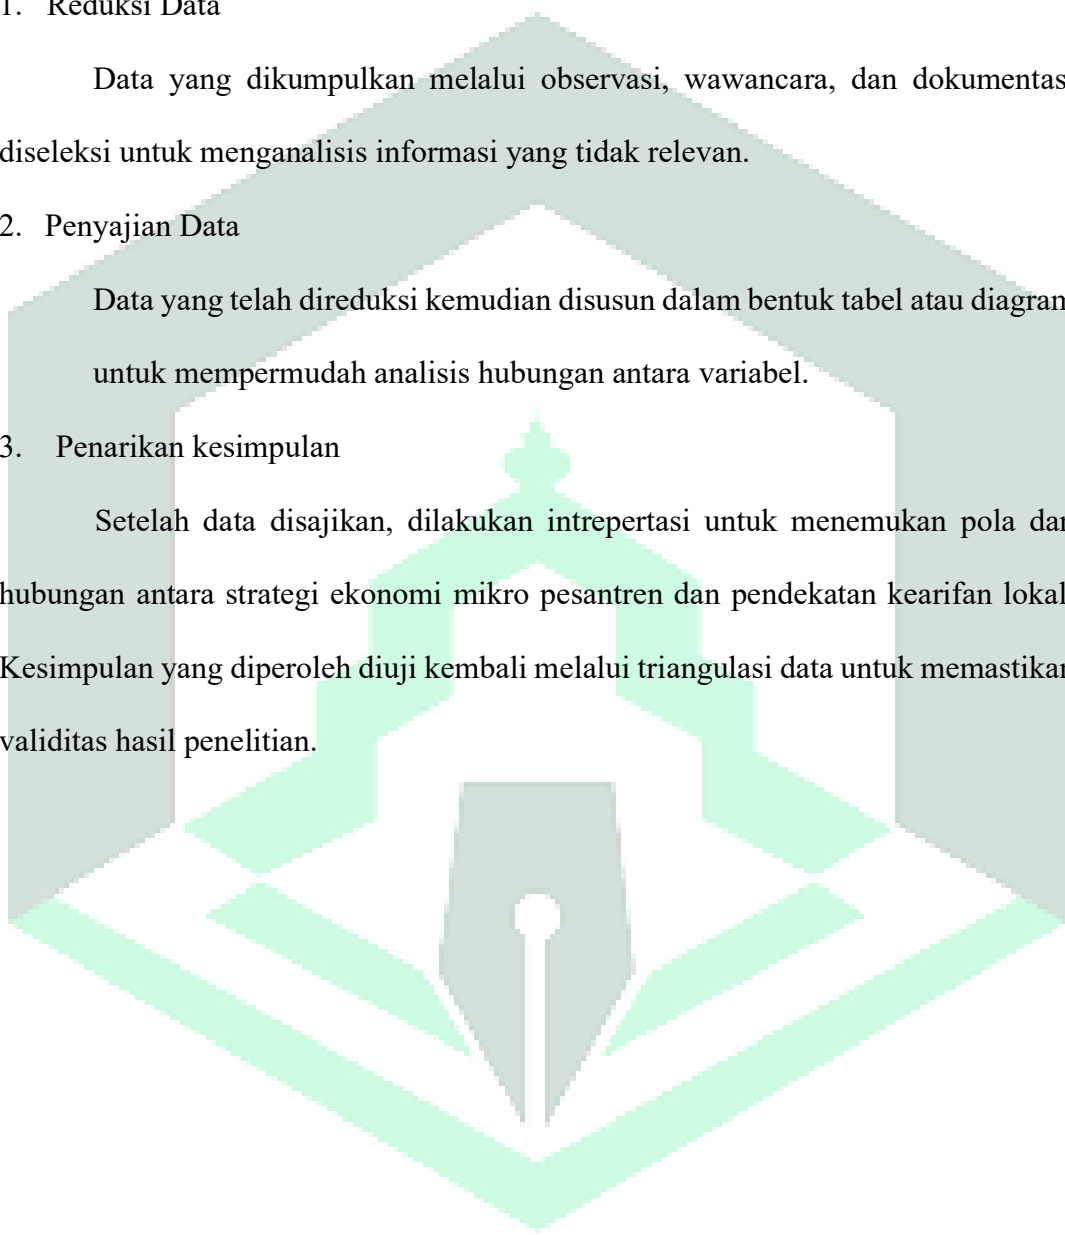 1. Reduksi Data
Data yang dikumpulkan melalui observasi, wawancara, dan dokumentas
diseleksi untuk menganalisis informasi yang tidak relevan.
2. Penyajian Data
Data yang telah direduksi kemudian disusun dalam bentuk tabel atau diagram
untuk mempermudah analisis hubungan antara variabel.
3. Penarikan kesimpulan
Setelah data disajikan, dilakukan intrepertasi untuk menemukan pola dan
hubungan antara strategi ekonomi mikro pesantren dan pendekatan kearifan lokal
Kesimpulan yang diperoleh diuji kembali melalui triangulasi data untuk memastikan
validitas hasil penelitian.